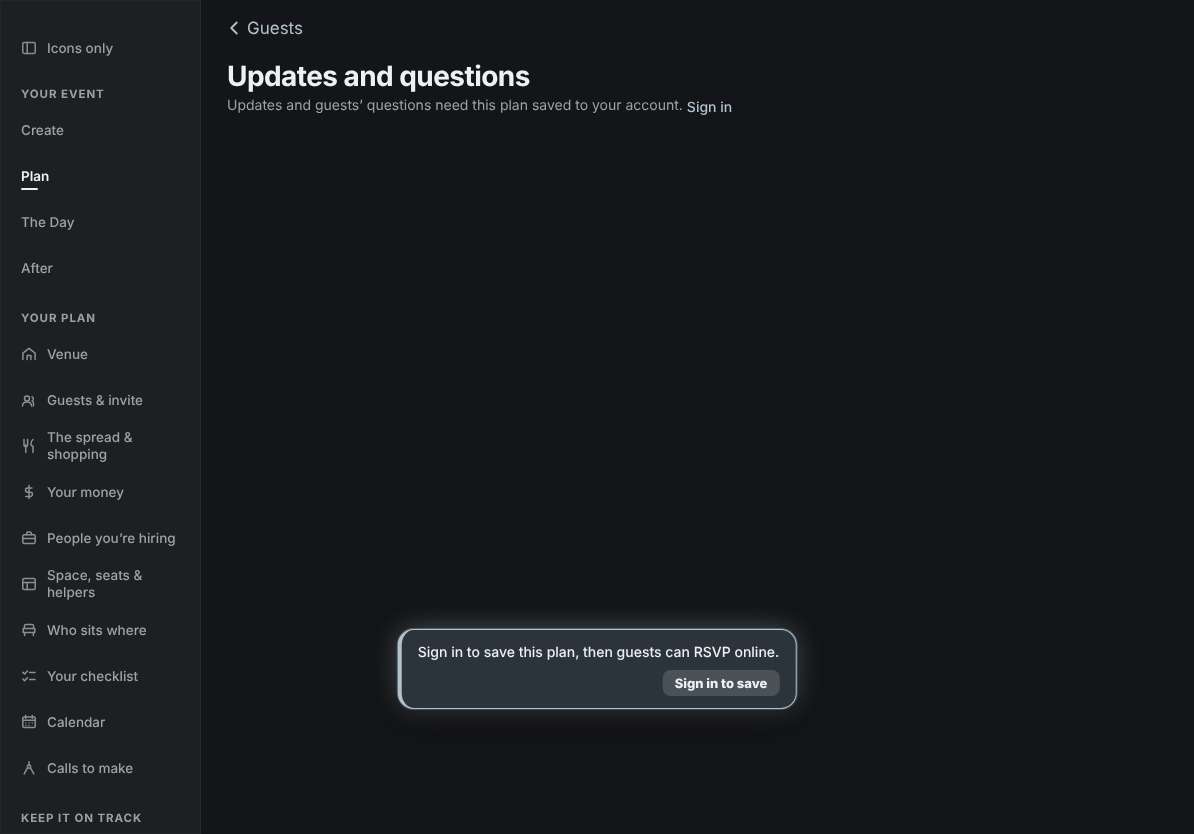 Icons only
YOUR EVENT
Create
Plan
The Day
After
YOUR PLAN
Venue
Guests & invite
The spread &
shopping
Your money
People you’re hiring
Space, seats &
helpers
Who sits where
Your checklist
Calendar
Calls to make
KEEP IT ON TRACK
Guests
Updates and questions
Updates and guests’ questions need this plan saved to your account. Sign in
Sign in to save this plan, then guests can RSVP online.
Sign in to save